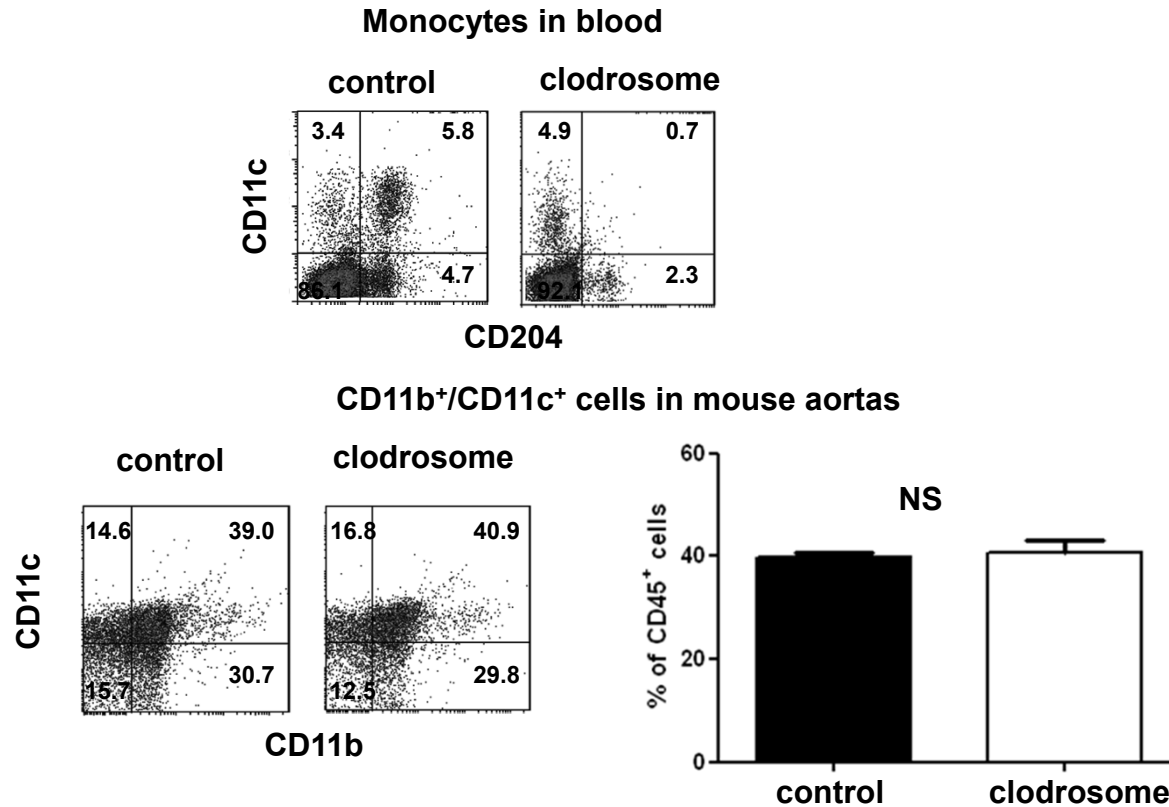 Monocytes in blood
control clodrosome
3.4 5.8 4.9 0.7
CD11c
4.7 2.3
86.1 92.1
CD204
CD11b⁺/CD11c⁺ cells in mouse aortas
control clodrosome
14.6 39.0 16.8 40.9
CD11c
30.7 29.8
15.7 12.5
CD11b
60
NS
40
20
0
% of CD45⁺ cells
control clodrosome